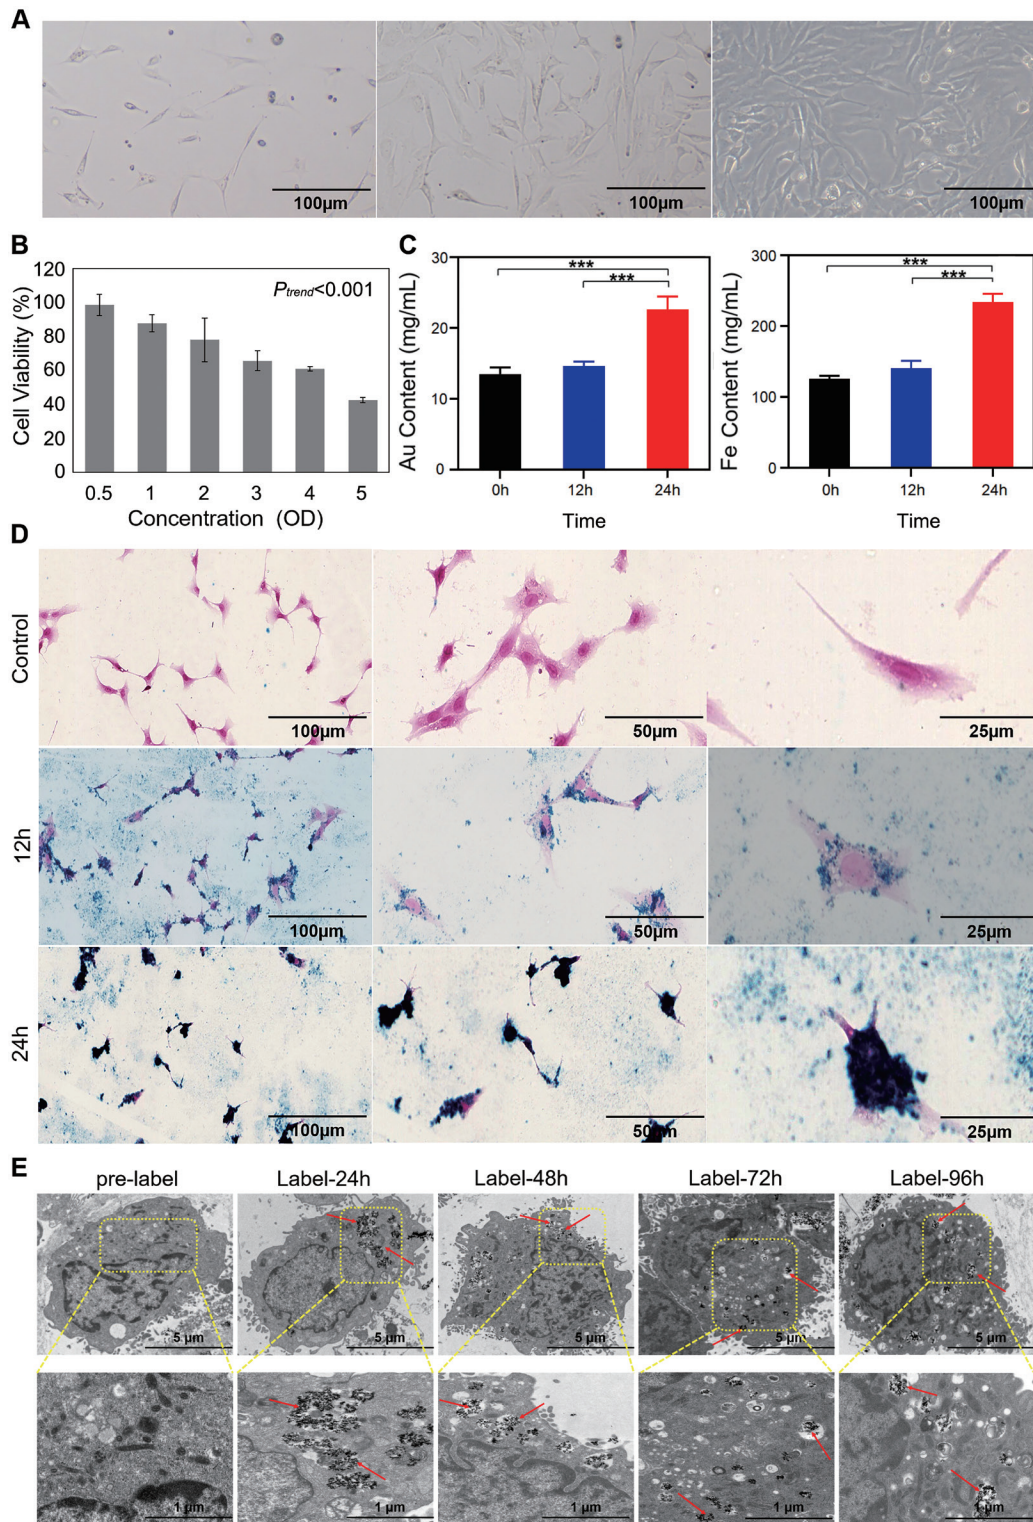 A
100μm
100μm
100μm
B
120
100
80
60
40
20
0
Cell Viability (%)
Ptrend<0.001
0.5 1 2 3 4 5
Concentration (OD)
C
30
20
10
0
Au Content (mg/mL)
***
***
0h 12h 24h
Time
300
200
100
0
Fe Content (mg/mL)
***
***
0h 12h 24h
Time
D
Control
100μm
50μm
25μm
12h
100μm
50μm
25μm
24h
100μm
50μm
25μm
E
pre-label
Label-24h
Label-48h
Label-72h
Label-96h
5 μm
5 μm
5 μm
5 μm
5 μm
1 μm
1 μm
1 μm
1 μm
1 μm